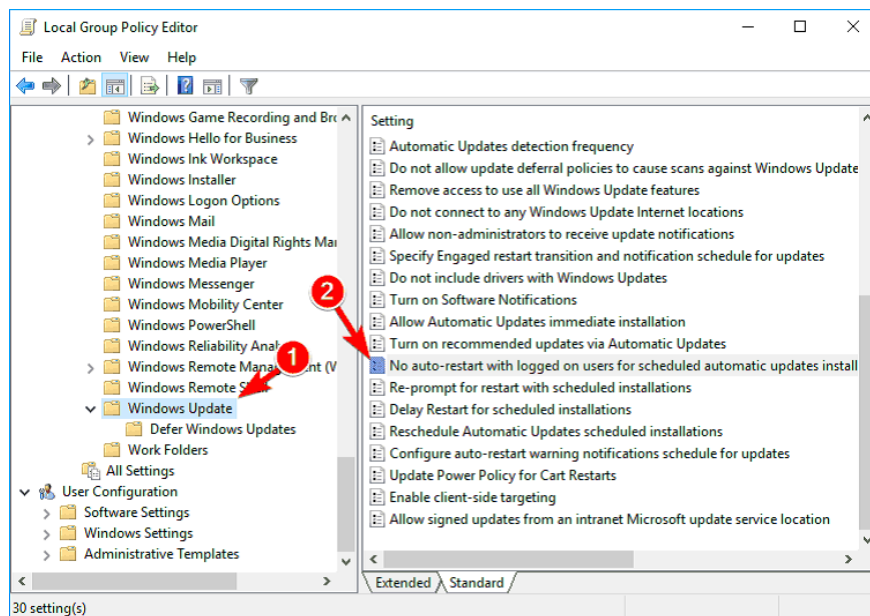 Local Group Policy Editor
File Action View Help
Windows Game Recording and Bro
Windows Hello for Business
Windows Ink Workspace
Windows Installer
Windows Logon Options
Windows Mail
Windows Media Digital Rights Ma
Windows Media Player
Windows Messenger
Windows Mobility Center
Windows PowerShell
Windows Reliability Ana
Windows Remote Management (W
Windows Remote Shell
Windows Update
Defer Windows Updates
Work Folders
All Settings
User Configuration
Software Settings
Windows Settings
Administrative Templates
1
Setting
Automatic Updates detection frequency
Do not allow update deferral policies to cause scans against Windows Update
Remove access to use all Windows Update features
Do not connect to any Windows Update Internet locations
Allow non-administrators to receive update notifications
Specify Engaged restart transition and notification schedule for updates
Do not include drivers with Windows Updates
Turn on Software Notifications
Allow Automatic Updates immediate installation
Turn on recommended updates via Automatic Updates
No auto-restart with logged on users for scheduled automatic updates install
Re-prompt for restart with scheduled installations
Delay Restart for scheduled installations
Reschedule Automatic Updates scheduled installations
Configure auto-restart warning notifications schedule for updates
Update Power Policy for Cart Restarts
Enable client-side targeting
Allow signed updates from an intranet Microsoft update service location
2
Extended Standard
30 setting(s)